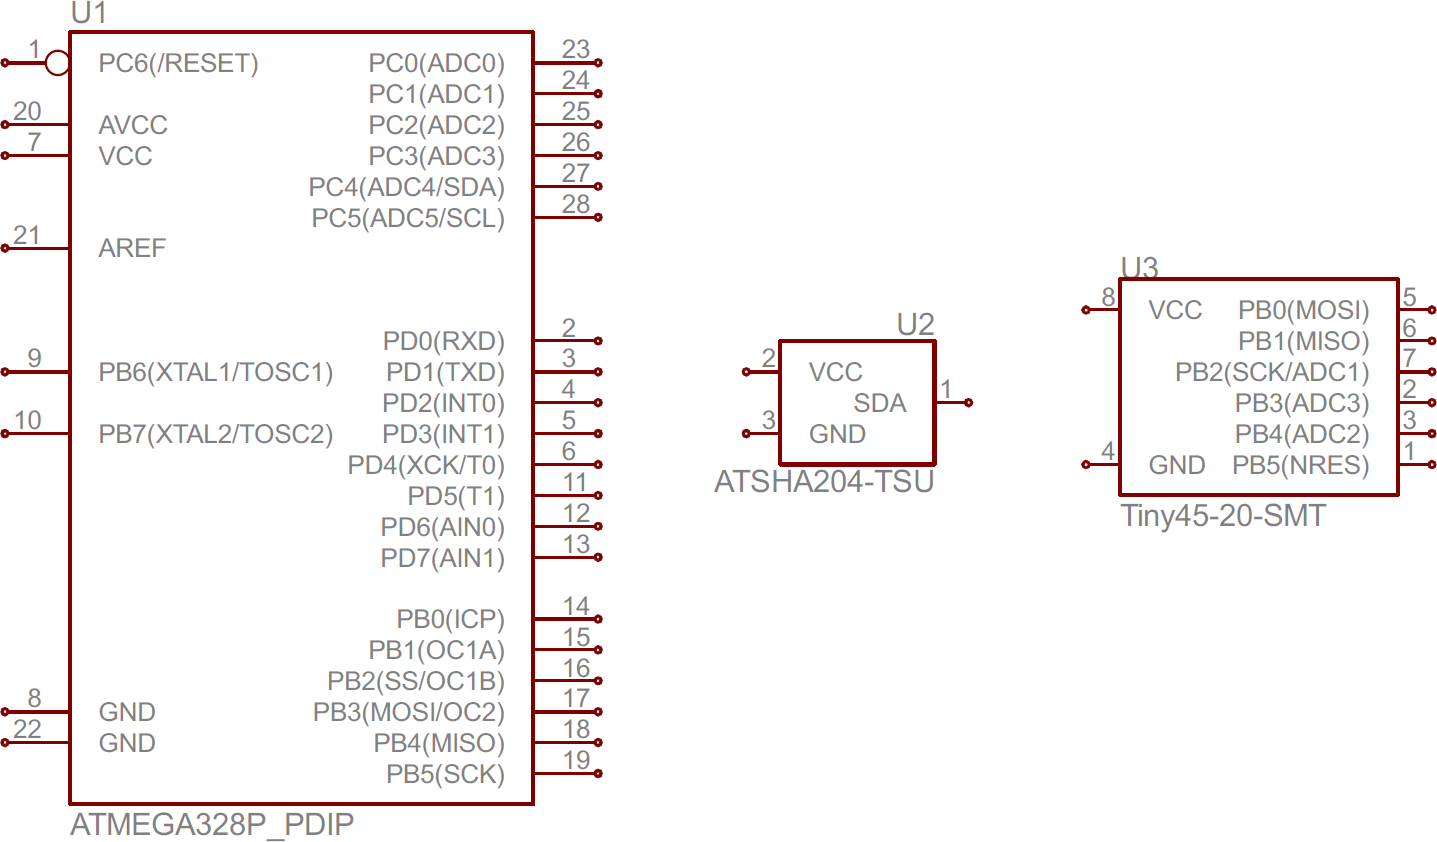 U1
1 PC6(/RESET) PC0(ADC0) 23
PC1(ADC1) 24
20 AVCC PC2(ADC2) 25
7 VCC PC3(ADC3) 26
PC4(ADC4/SDA) 27
PC5(ADC5/SCL) 28
21 AREF
PD0(RXD) 2
9 PB6(XTAL1/TOSC1) PD1(TXD) 3
PD2(INT0) 4
10 PB7(XTAL2/TOSC2) PD3(INT1) 5
PD4(XCK/T0) 6
PD5(T1) 11
PD6(AIN0) 12
PD7(AIN1) 13
PB0(ICP) 14
PB1(OC1A) 15
PB2(SS/OC1B) 16
8 GND PB3(MOSI/OC2) 17
22 GND PB4(MISO) 18
PB5(SCK) 19
ATMEGA328P_PDIP
U2
2 VCC
SDA 1
3 GND
ATSHA204-TSU
U3
8 VCC PB0(MOSI) 5
PB1(MISO) 6
PB2(SCK/ADC1) 7
PB3(ADC3) 2
PB4(ADC2) 3
4 GND PB5(NRES) 1
Tiny45-20-SMT